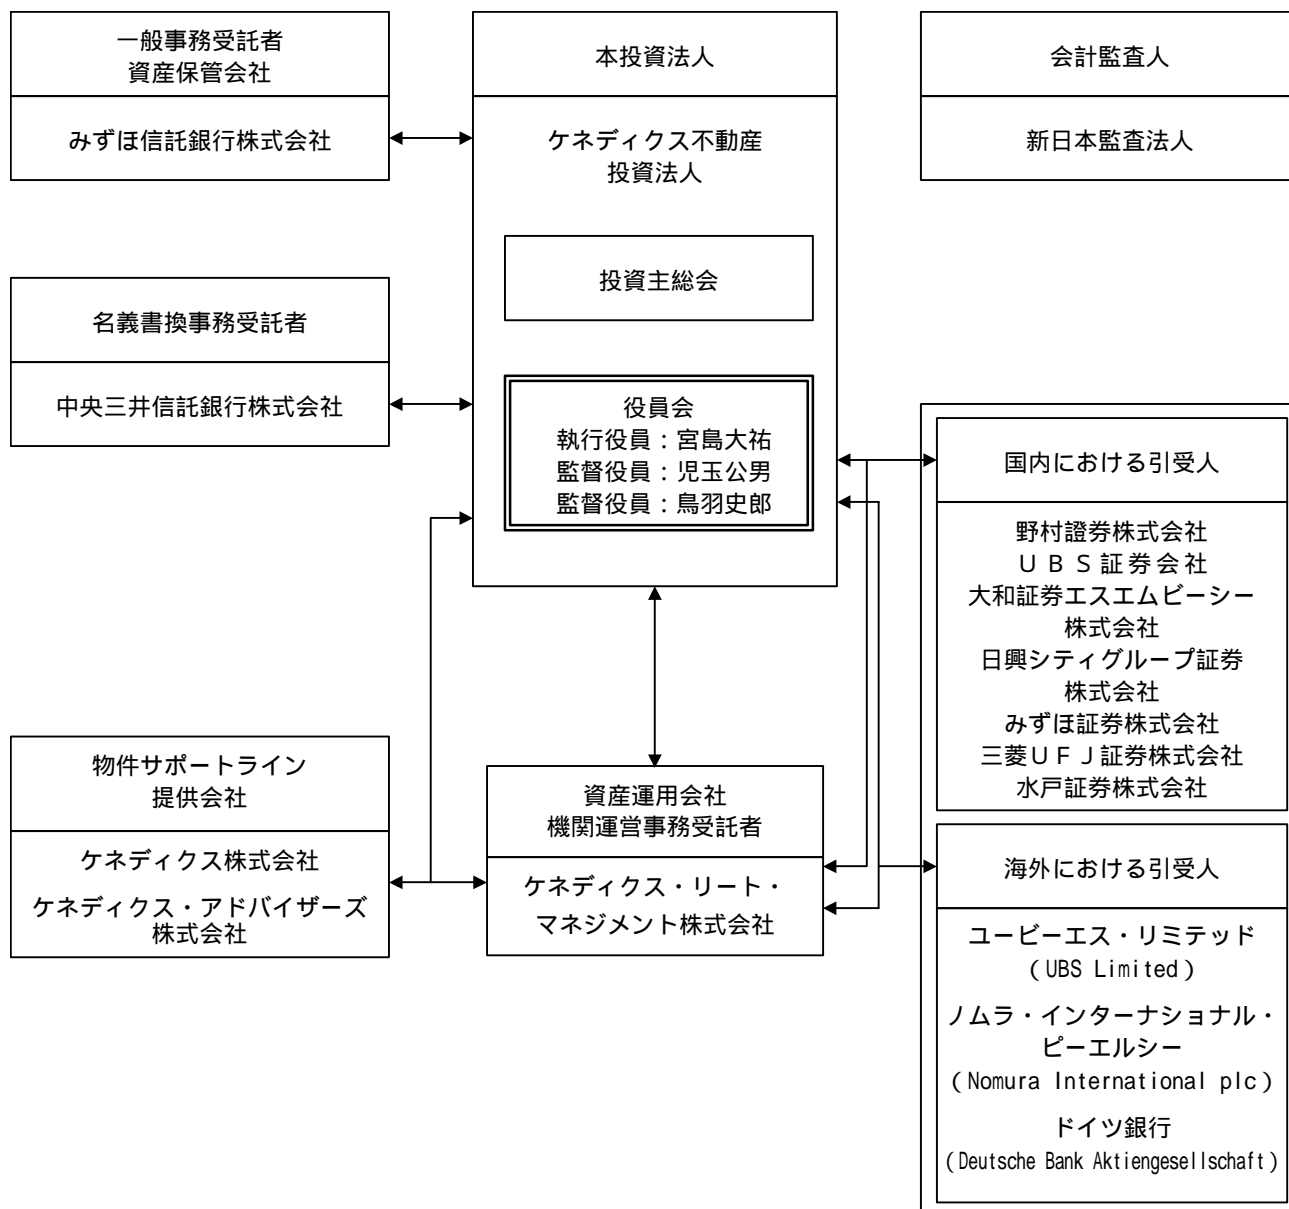 一般事務受託者
資産保管会社
みずほ信託銀行株式会社
名義書換事務受託者
中央三井信託銀行株式会社
物件サポートライン
提供会社
ケネディクス株式会社
ケネディクス・アドバイザーズ
株式会社
本投資法人
ケネディクス不動産
投資法人
投資主総会
役員会
執行役員：宮島大祐
監督役員：児玉公男
監督役員：鳥羽史郎
資産運用会社
機関運営事務受託者
ケネディクス・リート・
マネジメント株式会社
会計監査人
新日本監査法人
国内における引受人
野村證券株式会社
ＵＢＳ証券会社
大和証券エスエムビーシー
株式会社
日興シティグループ証券
株式会社
みずほ証券株式会社
三菱ＵＦＪ証券株式会社
水戸証券株式会社
海外における引受人
ユービーエス・リミテッド
（UBS Limited）
ノムラ・インターナショナル・
ピーエルシー
（Nomura International plc）
ドイツ銀行
（Deutsche Bank Aktiengesellschaft）